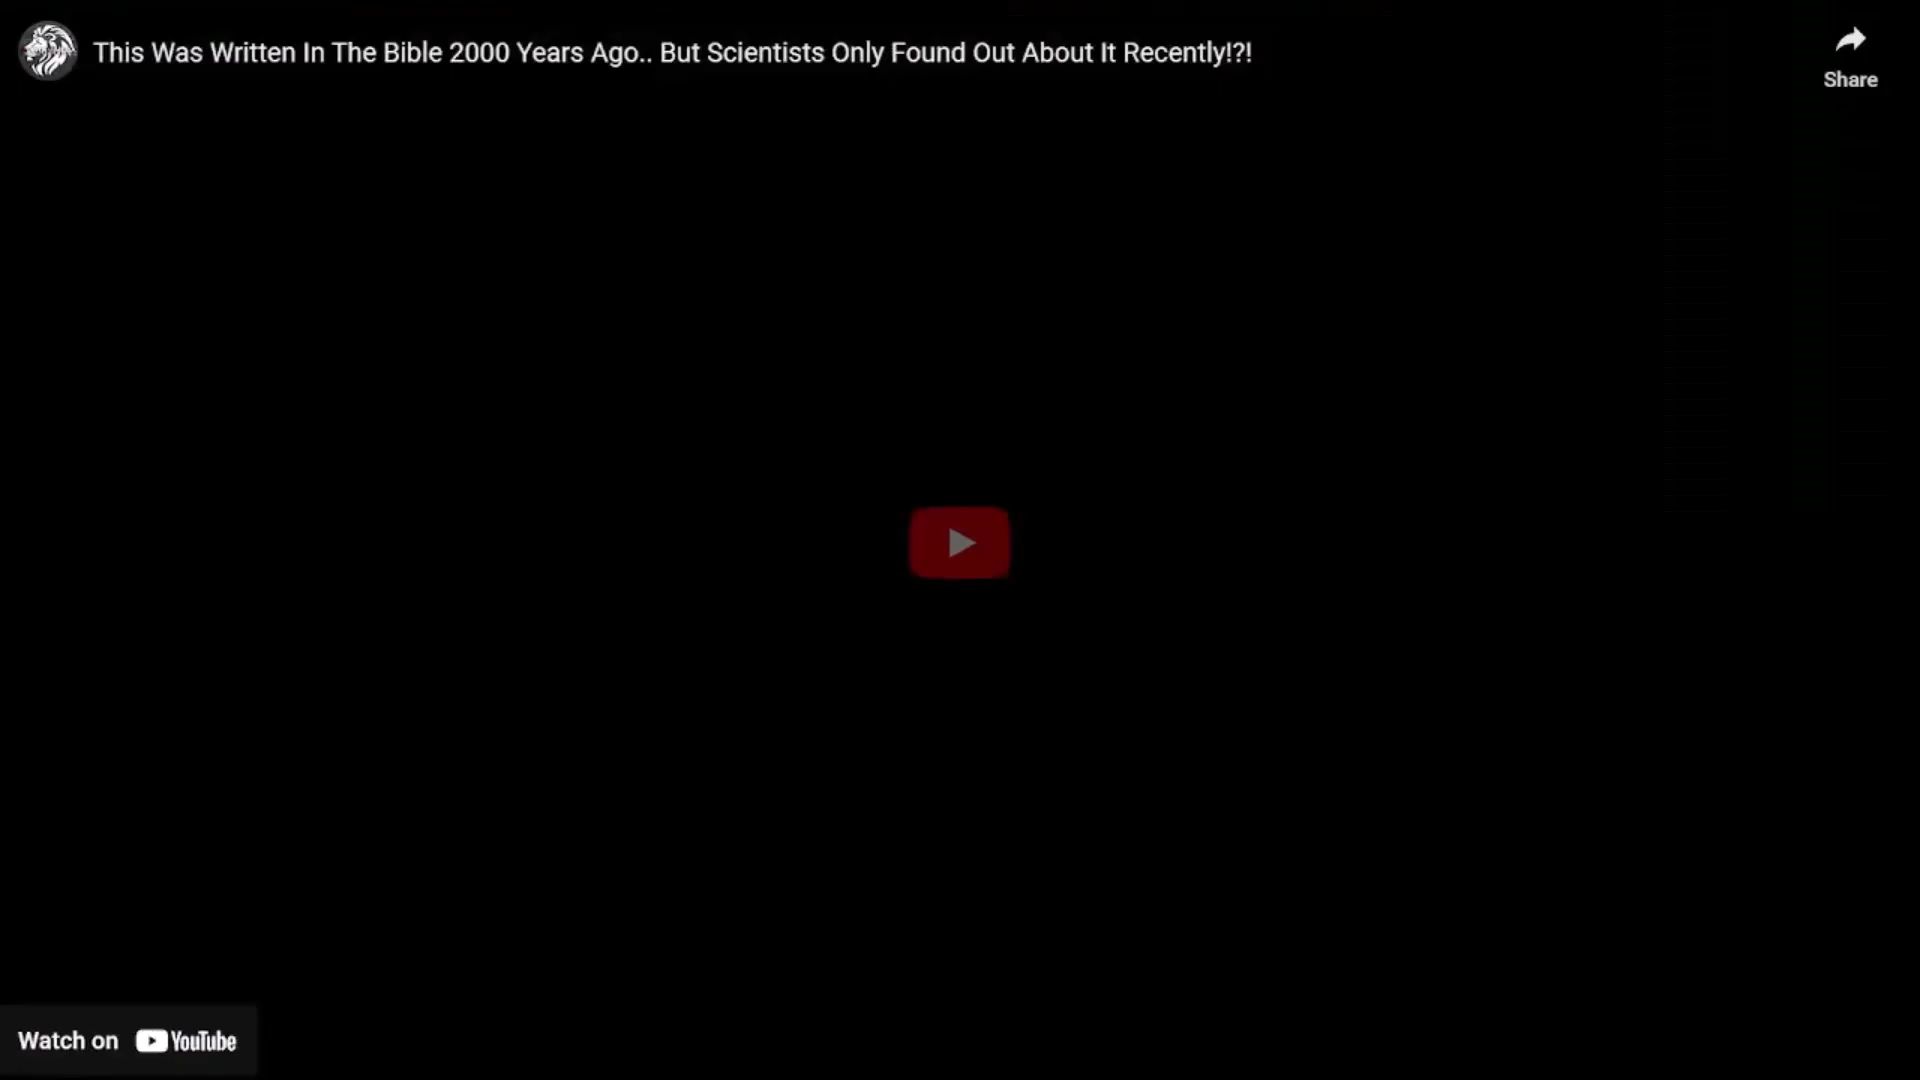 This Was Written In The Bible 2000 Years Ago.. But Scientists Only Found Out About It Recently!?!
Share
Watch on YouTube